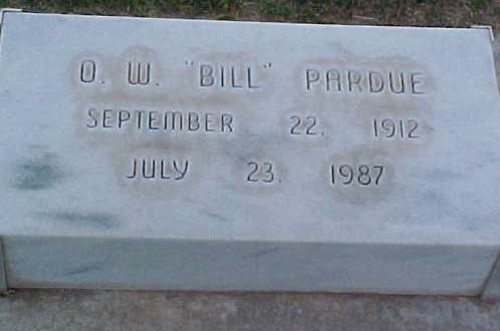 O. W. "BILL" PARDUE
SEPTEMBER 22. 1912
JULY 23. 1987